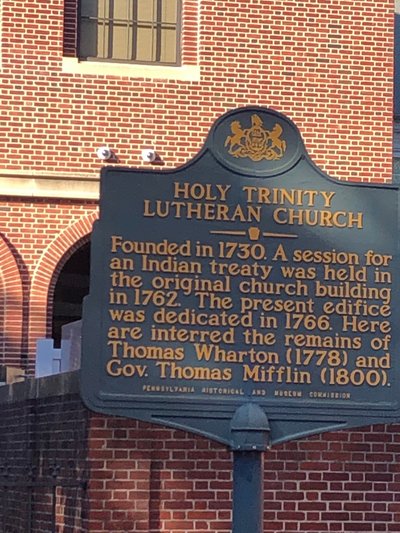 HOLY TRINITY
LUTHERAN CHURCH
Founded in 1730. A session for
an Indian treaty was held in
the original church building
in 1762. The present edifice
was dedicated in 1766. Here
are interred the remains of
Thomas Wharton (1778) and
Gov. Thomas Mifflin (1800).
PENNSYLVANIA HISTORICAL AND MUSEUM COMMISSION